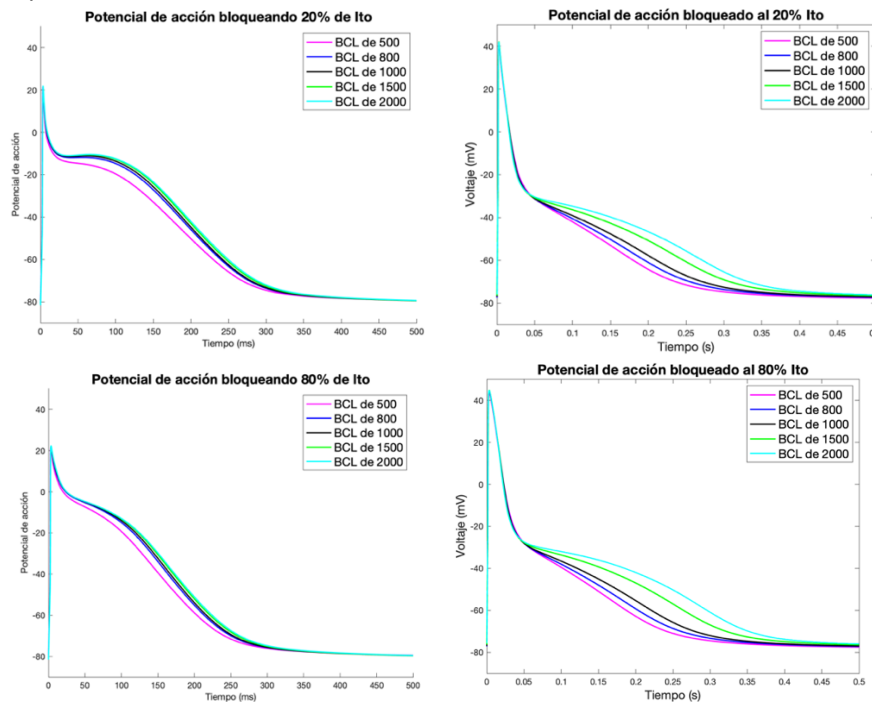 Potencial de acción bloqueando 20% de Ito
Potencial de acción
40
20
0
-20
-40
-60
-80
BCL de 500
BCL de 800
BCL de 1000
BCL de 1500
BCL de 2000
0 50 100 150 200 250 300 350 400 450 500
Tiempo (ms)
Potencial de acción bloqueado al 20% Ito
Voltaje (mV)
40
20
0
-20
-40
-60
-80
BCL de 500
BCL de 800
BCL de 1000
BCL de 1500
BCL de 2000
0 0.05 0.1 0.15 0.2 0.25 0.3 0.35 0.4 0.45 0.5
Tiempo (s)
Potencial de acción bloqueando 80% de Ito
Potencial de acción
40
20
0
-20
-40
-60
-80
BCL de 500
BCL de 800
BCL de 1000
BCL de 1500
BCL de 2000
0 50 100 150 200 250 300 350 400 450 500
Tiempo (ms)
Potencial de acción bloqueado al 80% Ito
Voltaje (mV)
40
20
0
-20
-40
-60
-80
BCL de 500
BCL de 800
BCL de 1000
BCL de 1500
BCL de 2000
0 0.05 0.1 0.15 0.2 0.25 0.3 0.35 0.4 0.45 0.5
Tiempo (s)